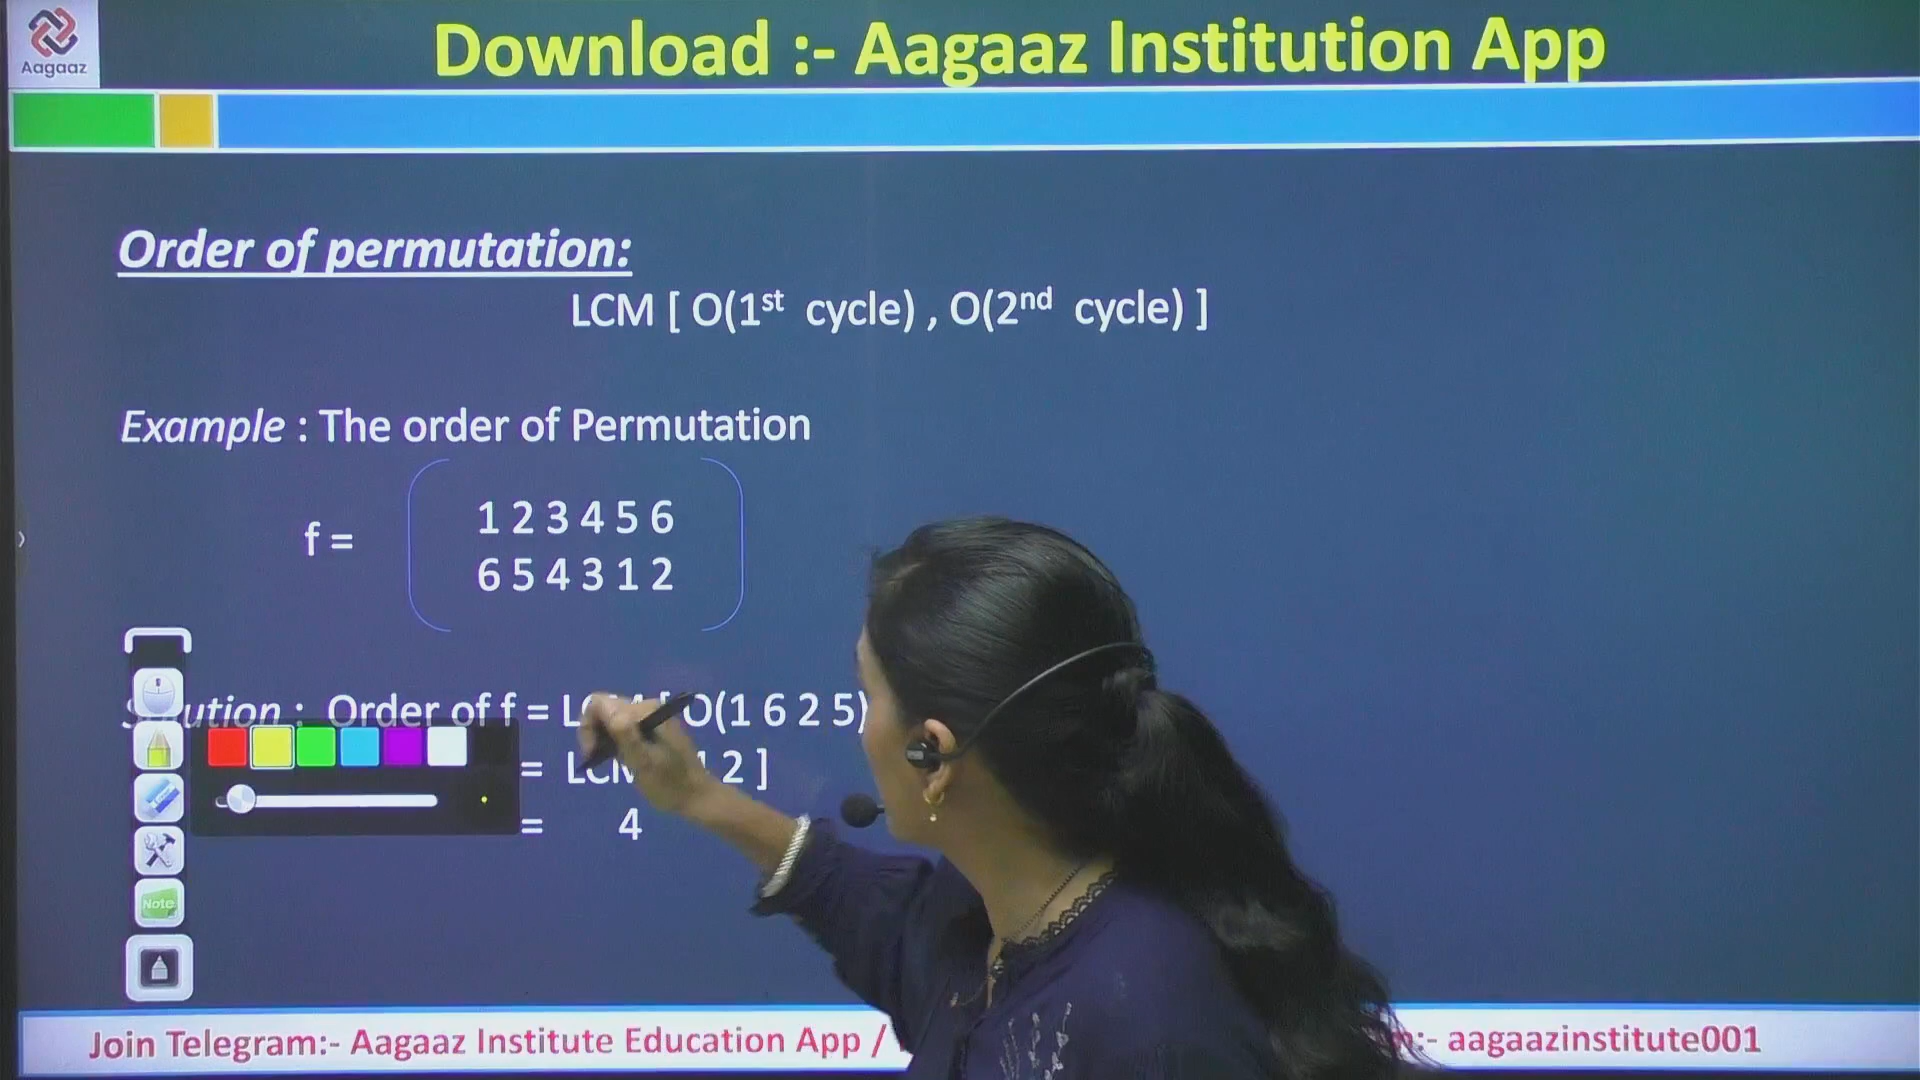 Aagaaz
Download :- Aagaaz Institution App
Order of permutation:
LCM [ O(1st cycle) , O(2nd cycle) ]
Example : The order of Permutation
f =
1 2 3 4 5 6
6 5 4 3 1 2
Order of f = O(1 6 2 5)
= 2 ]
= 4
Note
Join Telegram:- Aagaaz Institute Education App /
:- aagaazinstitute001